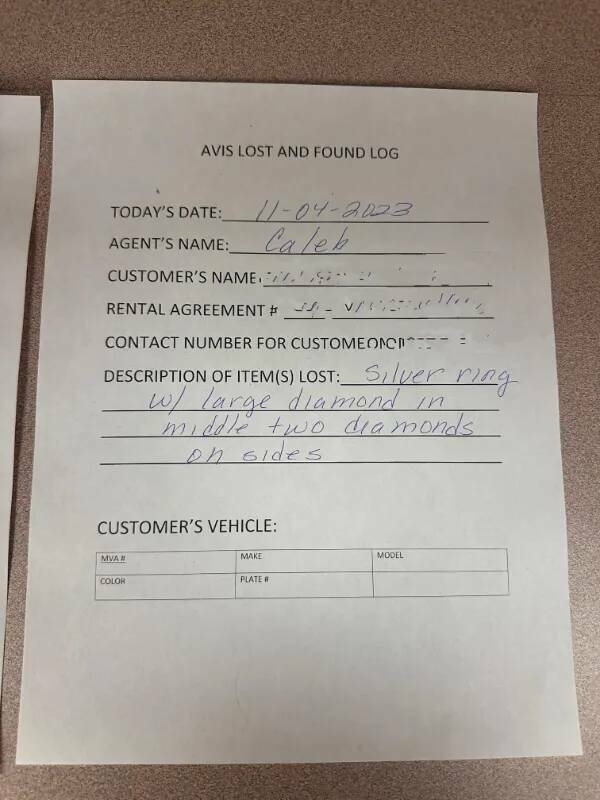 AVIS LOST AND FOUND LOG
TODAY'S DATE: 11-04-2023
AGENT'S NAME: Caleb
CUSTOMER'S NAME
RENTAL AGREEMENT #
CONTACT NUMBER FOR
DESCRIPTION OF ITEM(S) LOST: Silver ring
w/ large diamond in
middle two diamonds
on sides
CUSTOMER'S VEHICLE:
MVA # MAKE MODEL
COLOR PLATE #